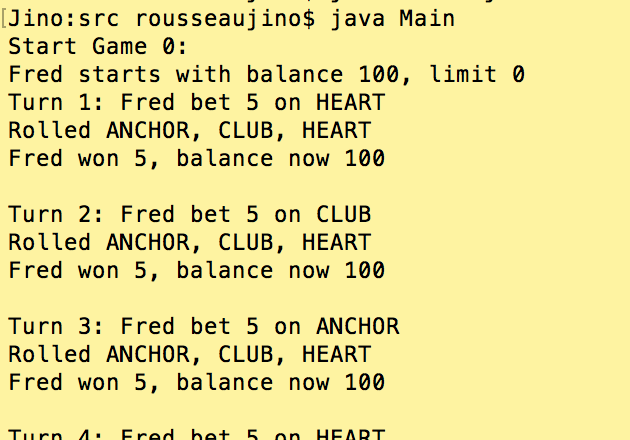 [Jino:src rousseaujino$ java Main
Start Game 0:
Fred starts with balance 100, limit 0
Turn 1: Fred bet 5 on HEART
Rolled ANCHOR, CLUB, HEART
Fred won 5, balance now 100
Turn 2: Fred bet 5 on CLUB
Rolled ANCHOR, CLUB, HEART
Fred won 5, balance now 100
Turn 3: Fred bet 5 on ANCHOR
Rolled ANCHOR, CLUB, HEART
Fred won 5, balance now 100
Turn 4: Fred bet 5 on HEART